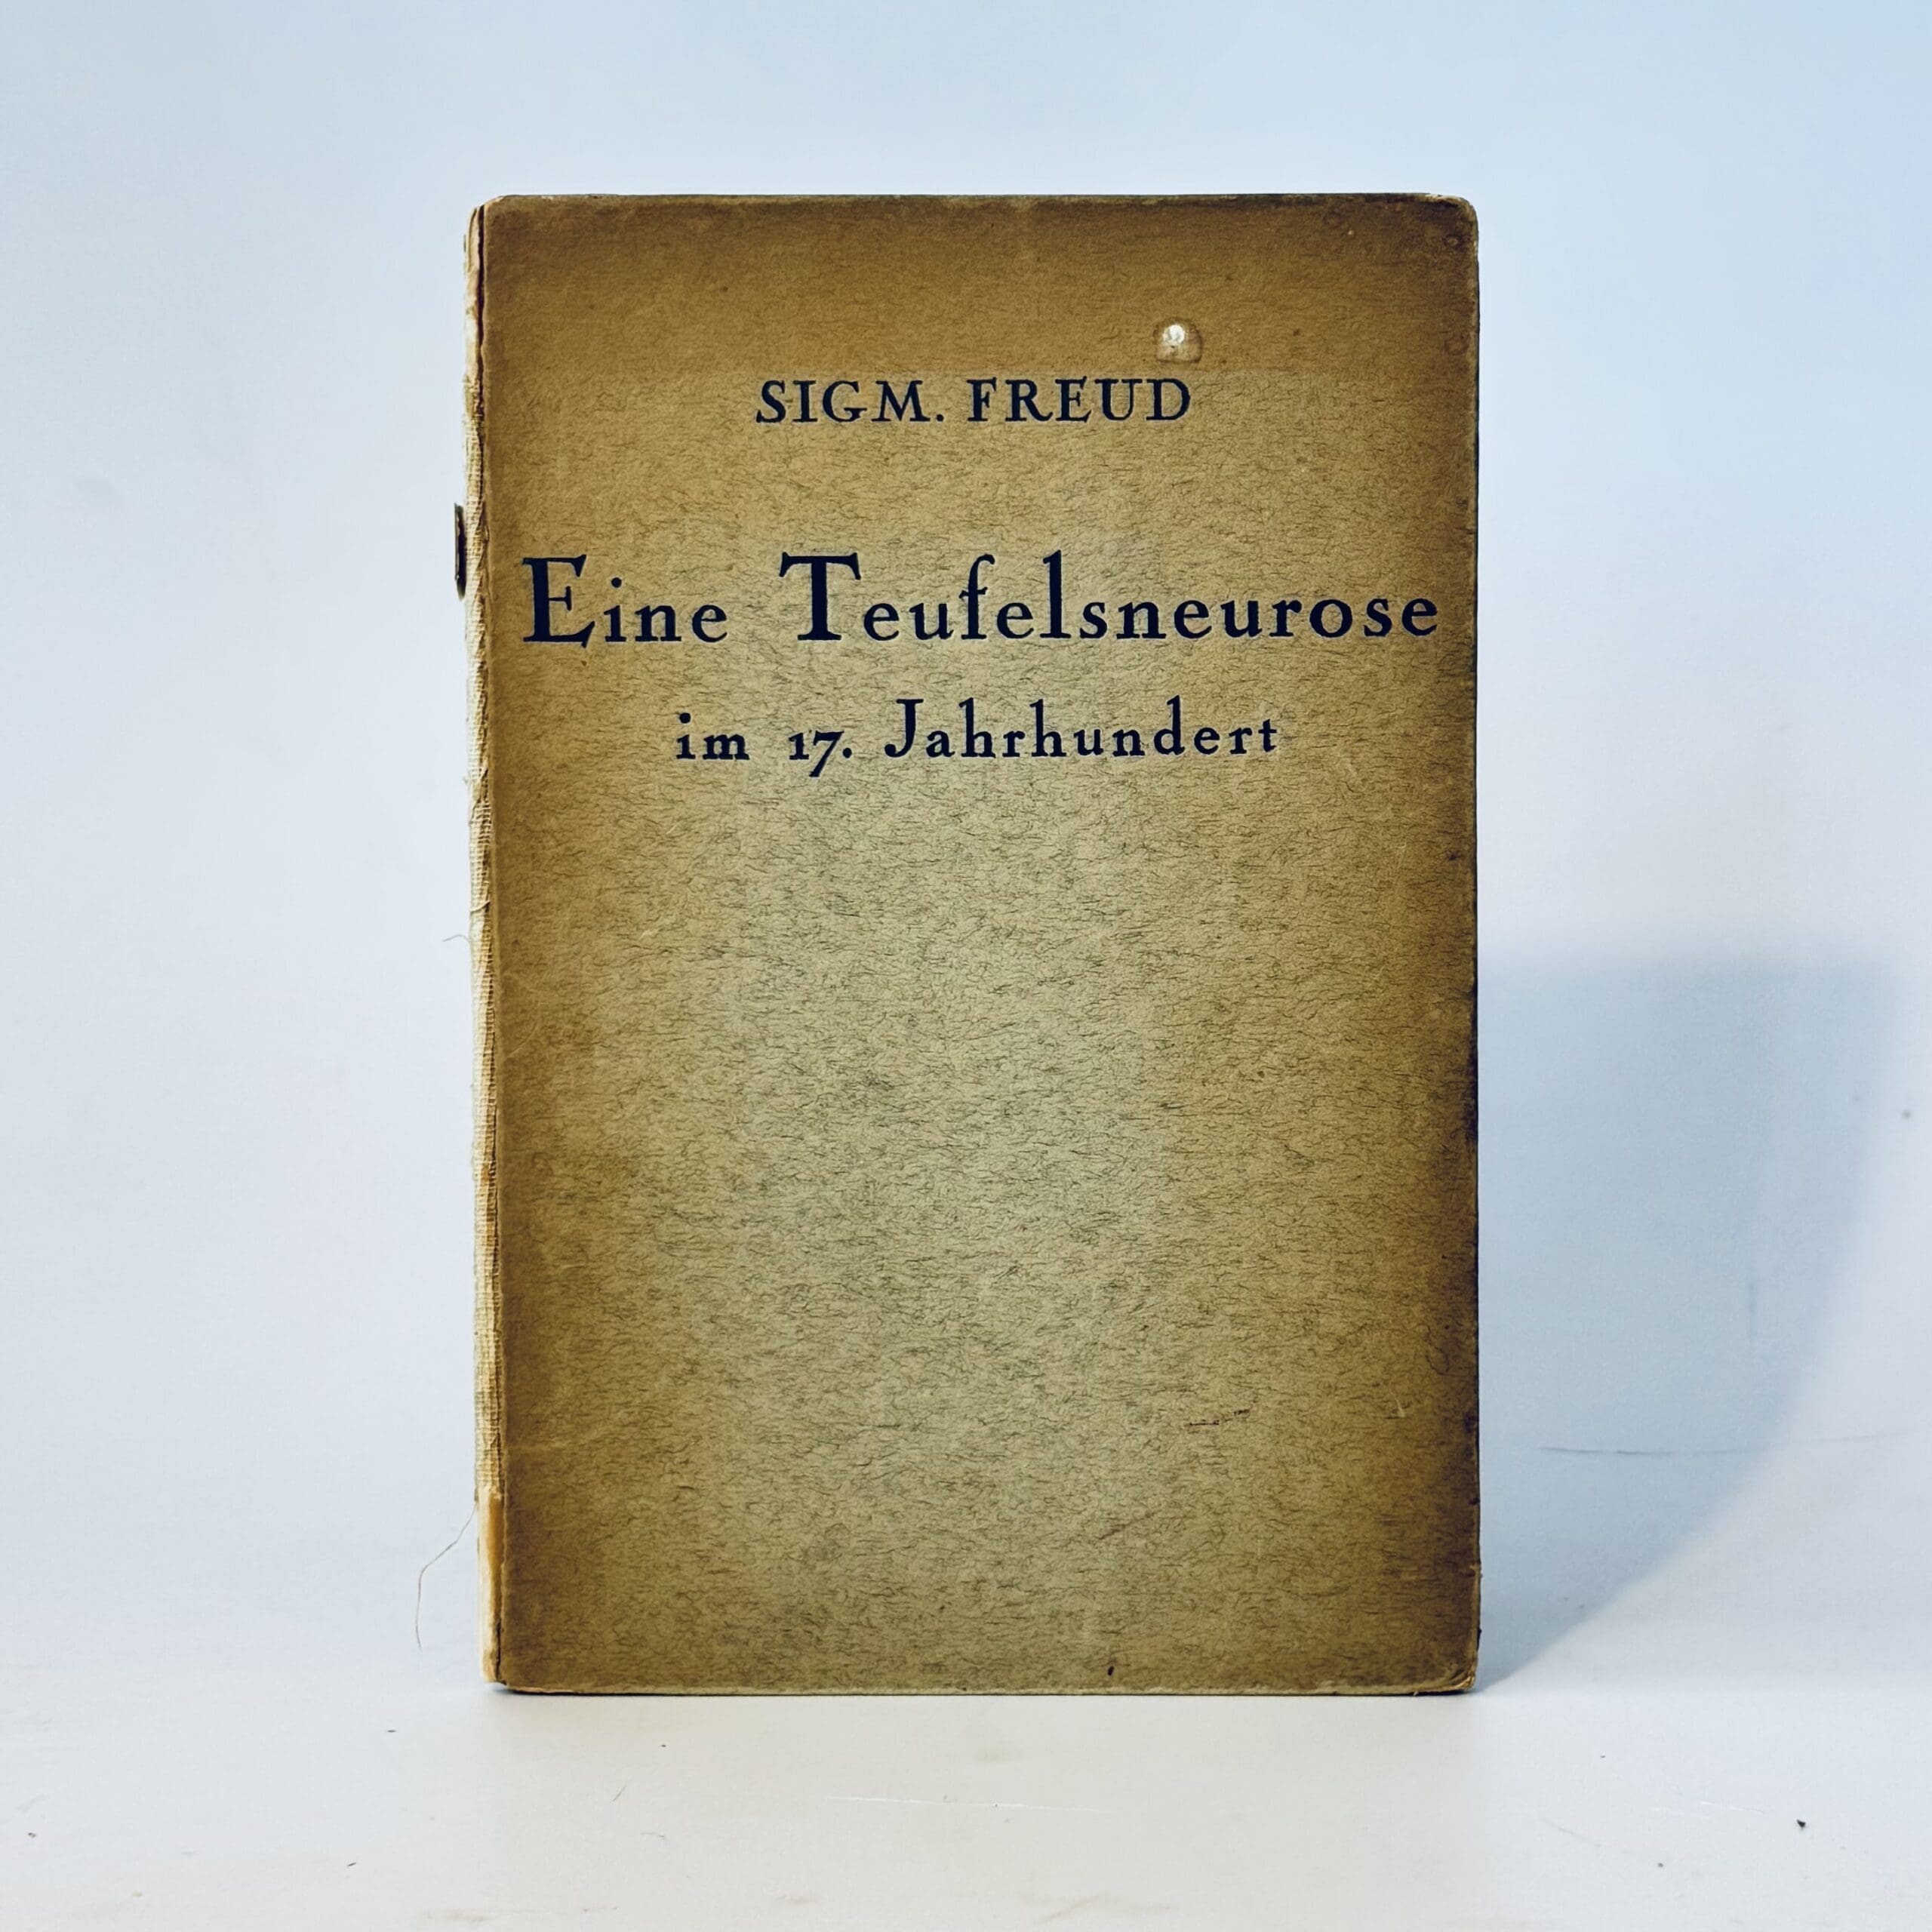 SIGM. FREUD
Eine Teufelsneurose
im 17. Jahrhundert